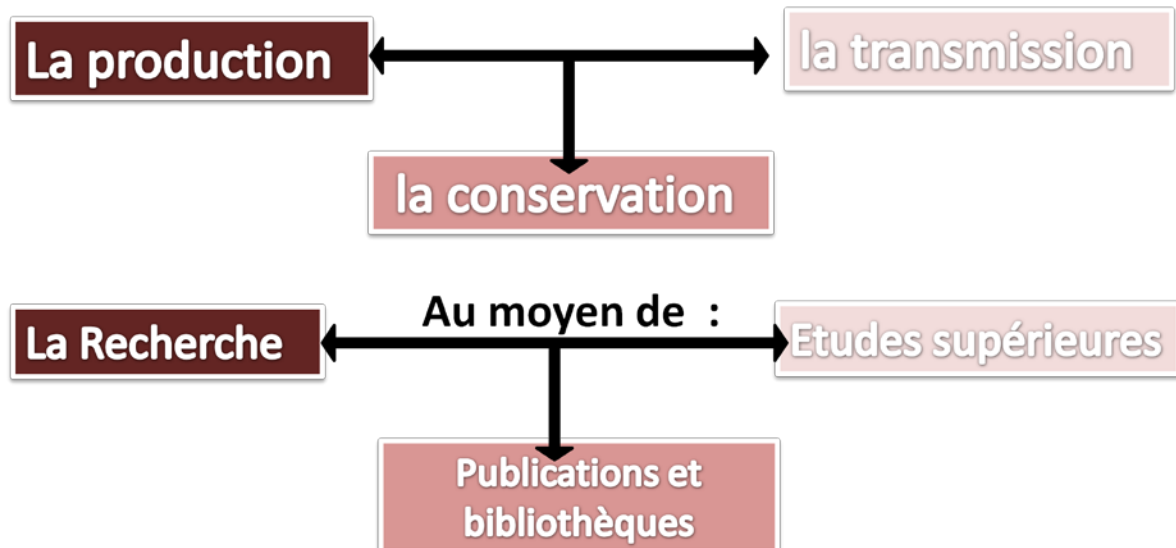 La production
la transmission
la conservation
Au moyen de :
La Recherche
Etudes supérieures
Publications et
bibliothèques